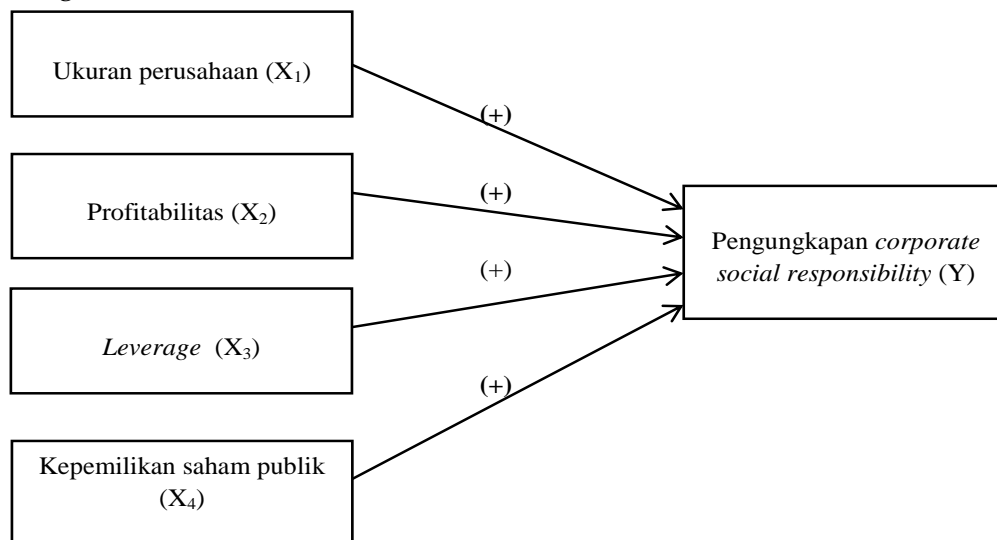 Ukuran perusahaan (X₁)
(+)
Profitabilitas (X₂)
(+)
Pengungkapan corporate
social responsibility (Y)
(+)
Leverage (X₃)
(+)
Kepemilikan saham publik
(X₄)